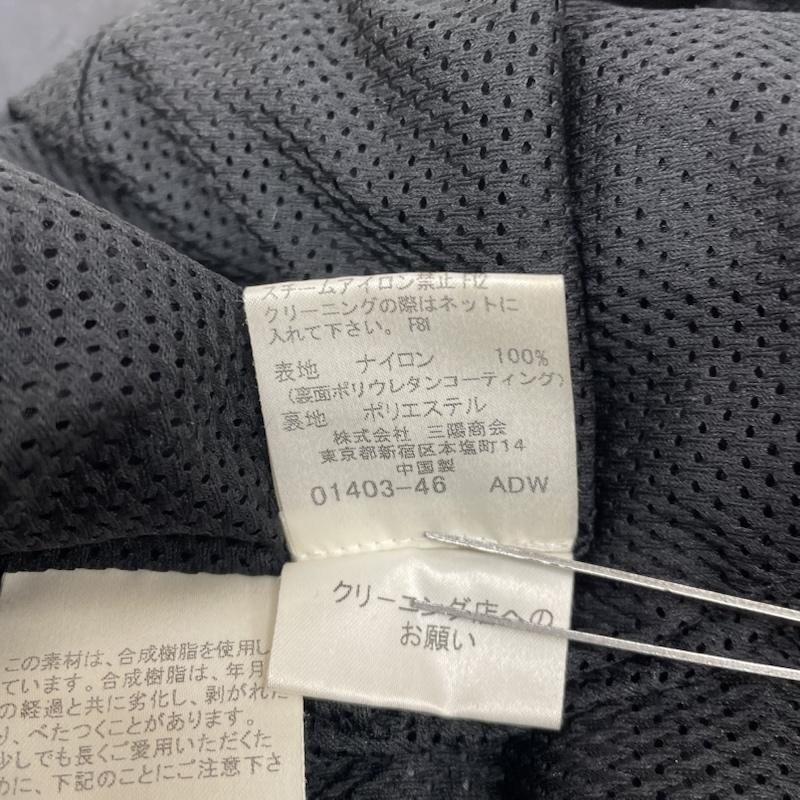 スチームアイロン禁止 F12
クリーニングの際はネットに
入れて下さい。 F81
表地 ナイロン 100%
(裏面ポリウレタンコーティング)
裏地 ポリエステル
株式会社 三陽商会
東京都新宿区本塩町14
中国製
01403-46 ADW
クリーニング店への
お願い
この素材は、合成樹脂を使用し
ています。合成樹脂は、年月
の経過と共に劣化し、剥がれた
り、べたつくことがあります。
少しでも長くご愛用いただくた
めに、下記のことにご注意下さ